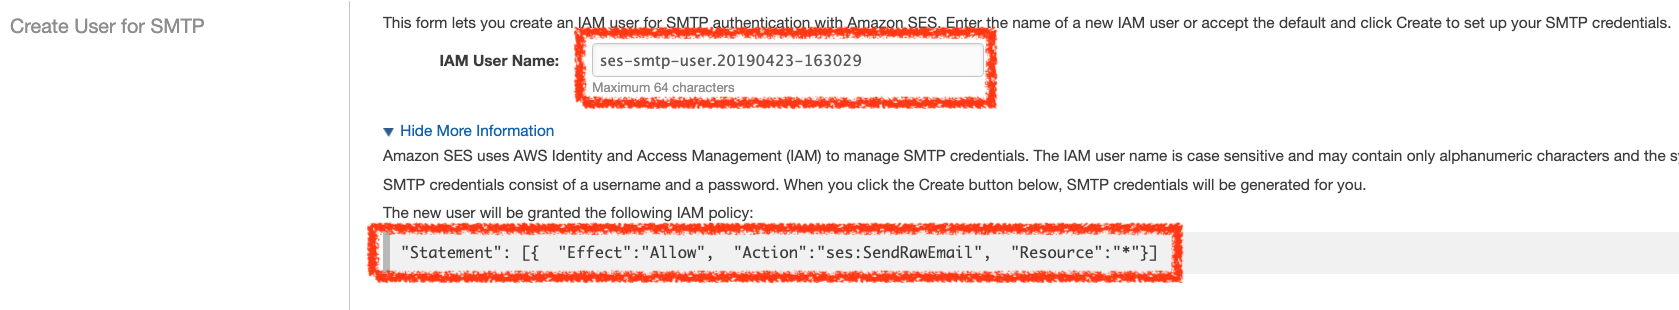 Create User for SMTP
This form lets you create an IAM user for SMTP authentication with Amazon SES. Enter the name of a new IAM user or accept the default and click Create to set up your SMTP credentials.
IAM User Name:
ses-smtp-user.20190423-163029
Maximum 64 characters
Hide More Information
Amazon SES uses AWS Identity and Access Management (IAM) to manage SMTP credentials. The IAM user name is case sensitive and may contain only alphanumeric characters and the
SMTP credentials consist of a username and a password. When you click the Create button below, SMTP credentials will be generated for you.
The new user will be granted the following IAM policy:
"Statement": [{  "Effect":"Allow",  "Action":"ses:SendRawEmail",  "Resource":"*"}]